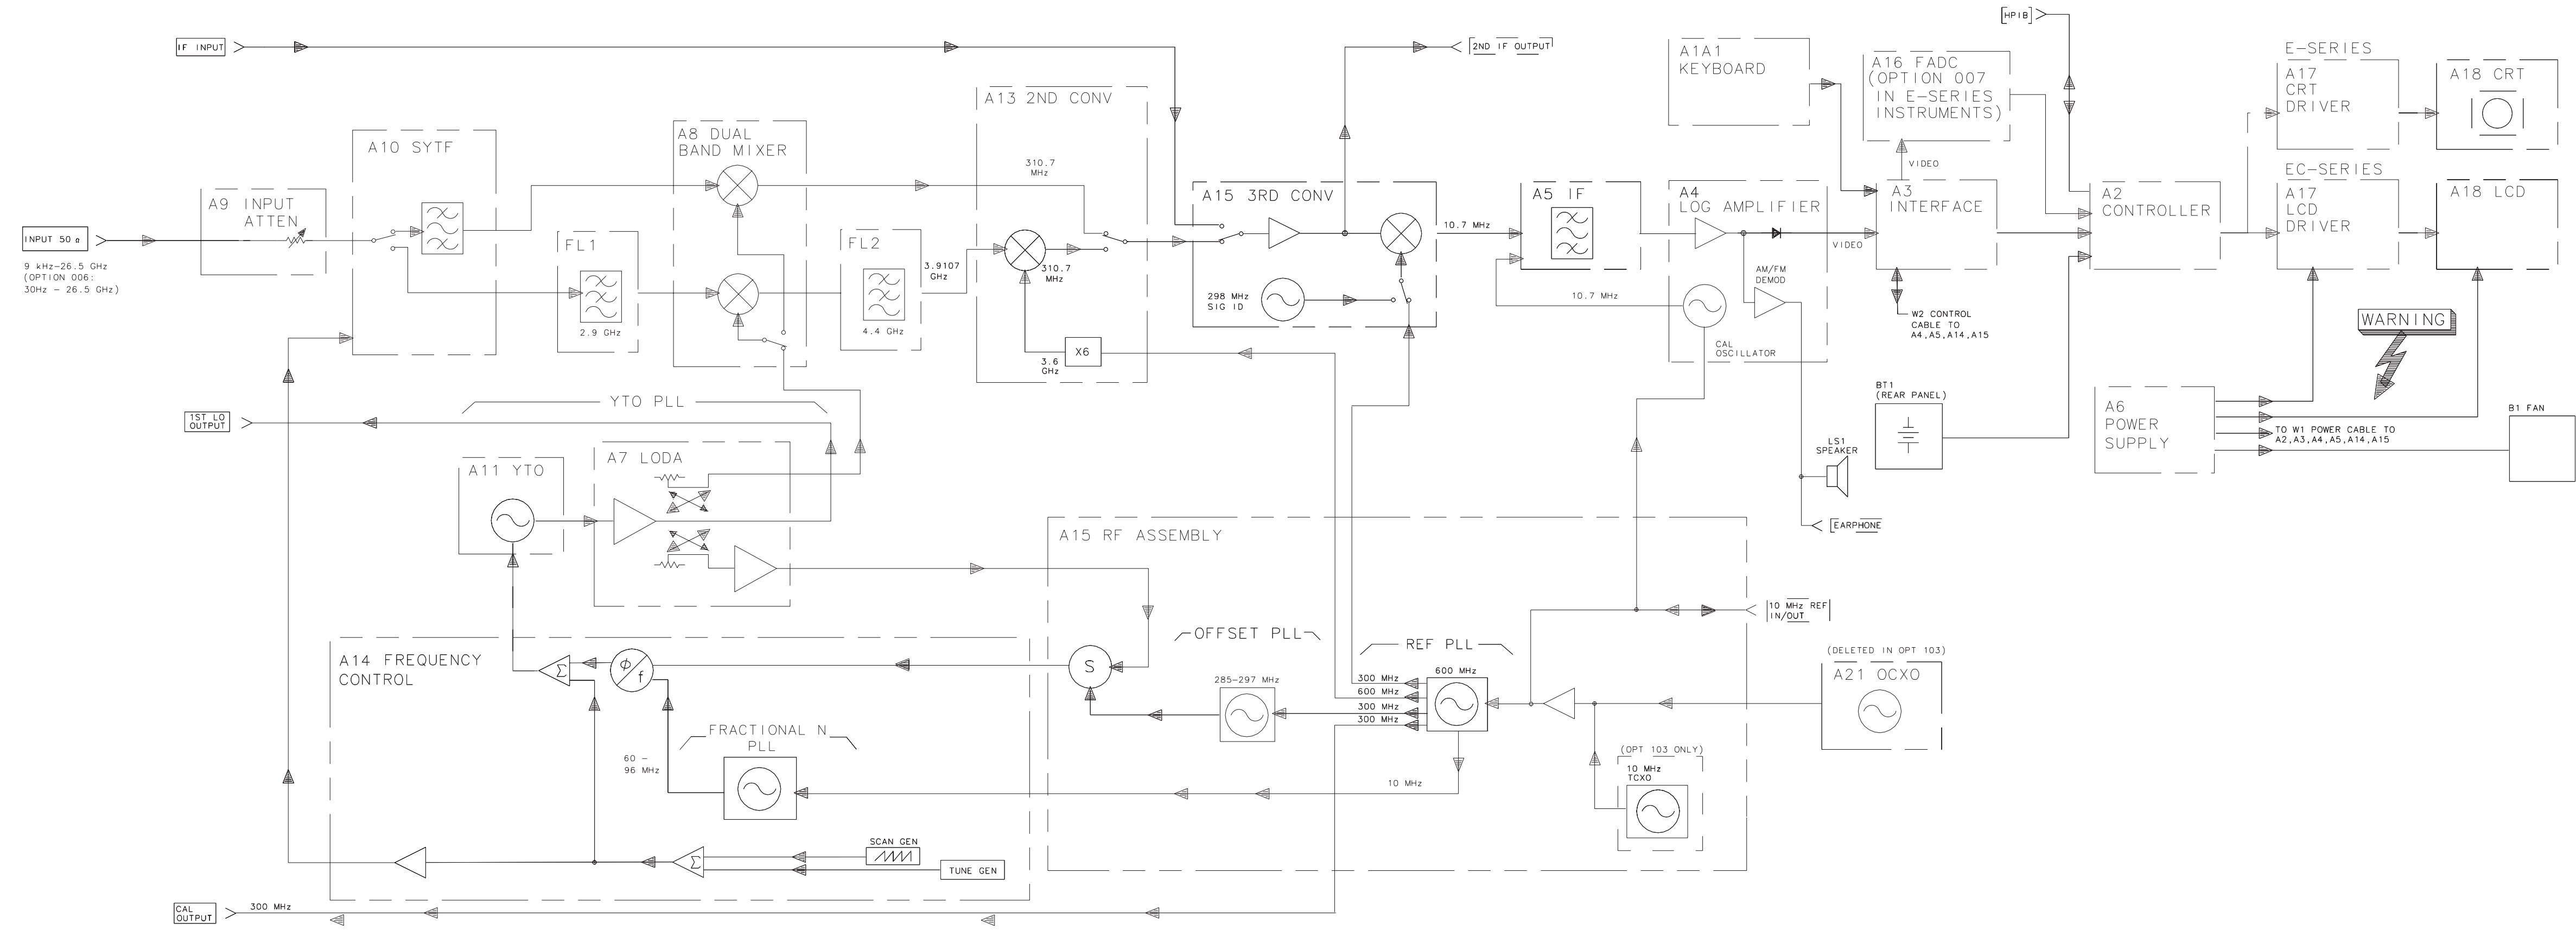 [HPIB]
IF INPUT
2ND IF OUTPUT
A1A1
KEYBOARD
A16 FADC
(OPTION 007
IN E-SERIES
INSTRUMENTS)
E-SERIES
A17
CRT
DRIVER
A18 CRT
A13 2ND CONV
A8 DUAL
BAND MIXER
A10 SYTF
310.7
MHz
VIDEO
EC-SERIES
A17
LCD
DRIVER
A18 LCD
A9 INPUT
ATTEN
A15 3RD CONV
A5 IF
A4
LOG AMPLIFIER
A3
INTERFACE
A2
CONTROLLER
INPUT 50 Ω
10.7 MHz
VIDEO
FL1
FL2
9 kHz-26.5 GHz
(OPTION 006:
30Hz - 26.5 GHz)
3.9107
GHz
310.7
MHz
AM/FM
DEMOD
298 MHz
SIG ID
10.7 MHz
2.9 GHz
4.4 GHz
W2 CONTROL
CABLE TO
A4,A5,A14,A15
WARNING
X6
3.6
GHz
CAL
OSCILLATOR
BT1
(REAR PANEL)
YTO PLL
1ST LO
OUTPUT
A6
POWER
SUPPLY
B1 FAN
TO W1 POWER CABLE TO
A2,A3,A4,A5,A14,A15
LS1
SPEAKER
A11 YTO
A7 LODA
A15 RF ASSEMBLY
EARPHONE
10 MHz REF
IN/OUT
OFFSET PLL
REF PLL
(DELETED IN OPT 103)
A14 FREQUENCY
CONTROL
Σ
Φ
f
S
600 MHz
A21 OCXO
285-297 MHz
300 MHz
600 MHz
300 MHz
300 MHz
FRACTIONAL N
PLL
60 -
96 MHz
(OPT 103 ONLY)
10 MHz
TCXO
10 MHz
SCAN GEN
Σ
TUNE GEN
CAL
OUTPUT
300 MHz